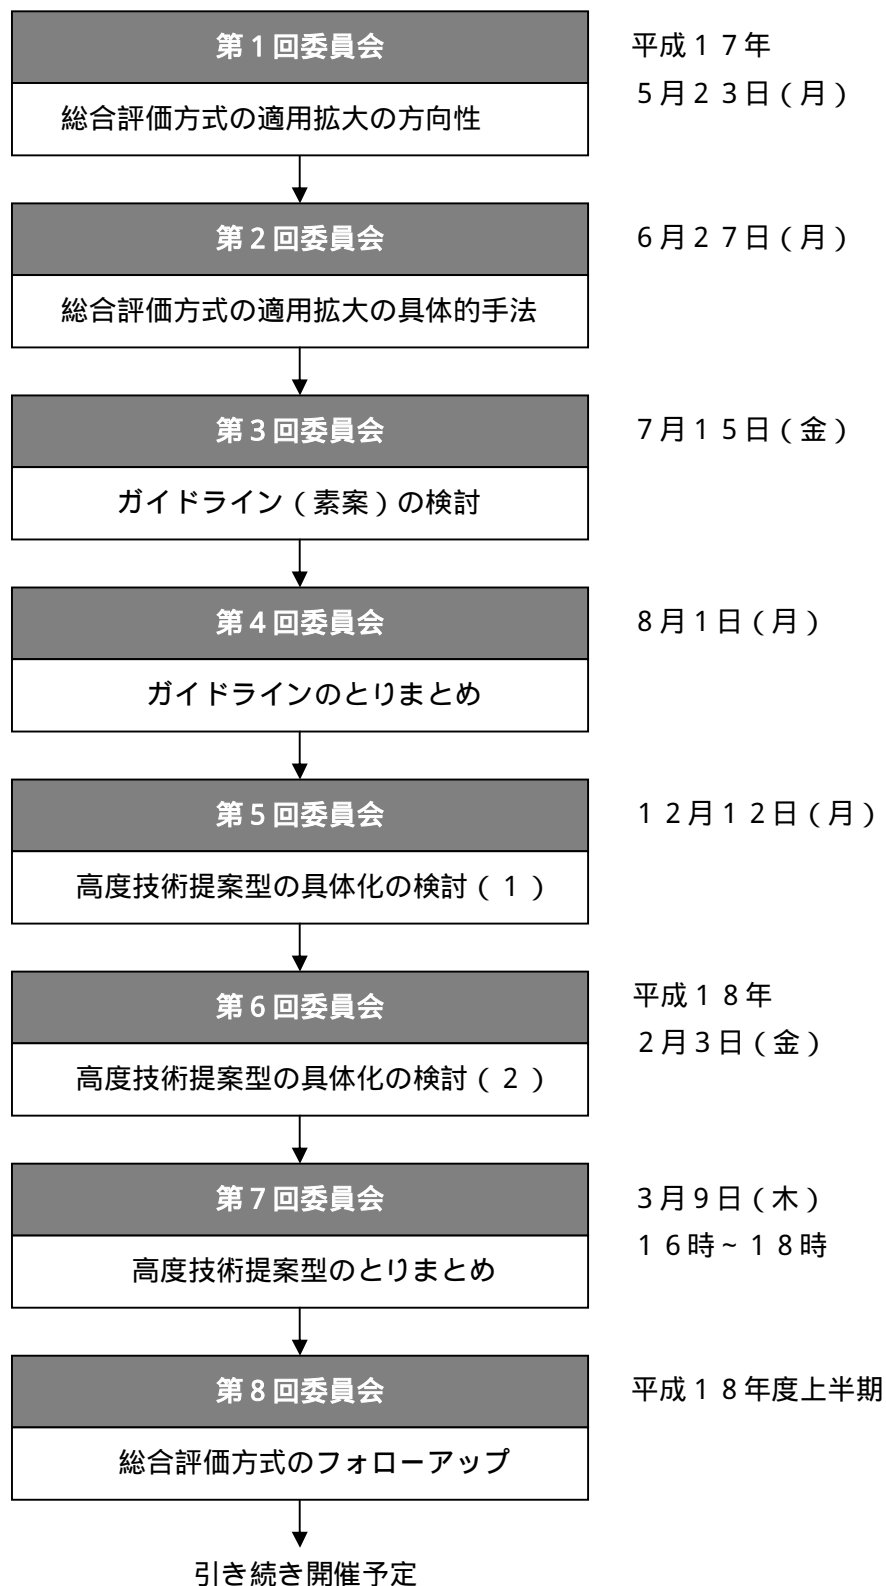 第１回委員会
平成１７年
５月２３日（月）
総合評価方式の適用拡大の方向性
第２回委員会
６月２７日（月）
総合評価方式の適用拡大の具体的手法
第３回委員会
７月１５日（金）
ガイドライン（素案）の検討
第４回委員会
８月１日（月）
ガイドラインのとりまとめ
第５回委員会
１２月１２日（月）
高度技術提案型の具体化の検討（１）
第６回委員会
平成１８年
２月３日（金）
高度技術提案型の具体化の検討（２）
第７回委員会
３月９日（木）
１６時~１８時
高度技術提案型のとりまとめ
第８回委員会
平成１８年度上半期
総合評価方式のフォローアップ
引き続き開催予定